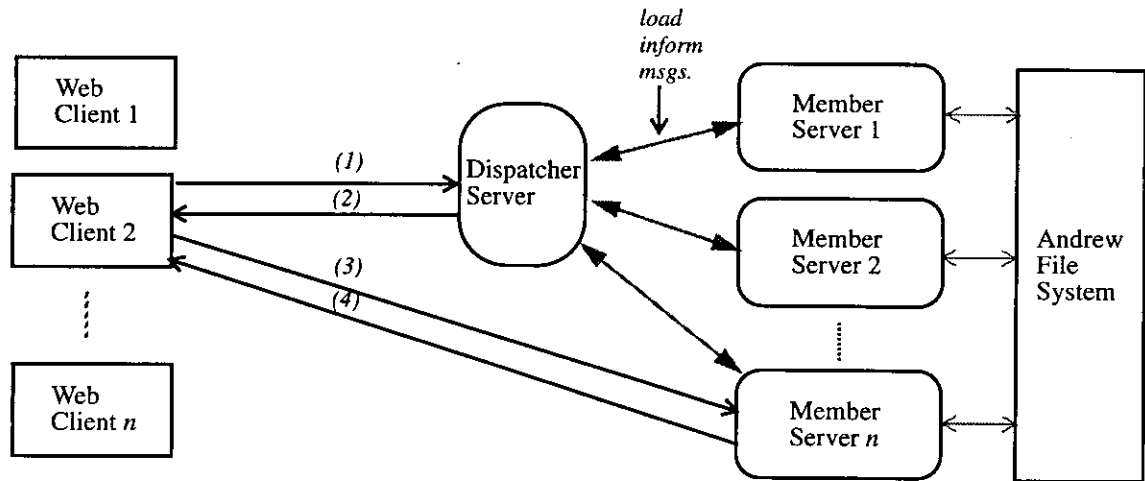 load
inform
msgs.
Web
Client 1
Web
Client 2
Web
Client n
(1)
(2)
(3)
(4)
Dispatcher
Server
Member
Server 1
Member
Server 2
Member
Server n
Andrew
File
System